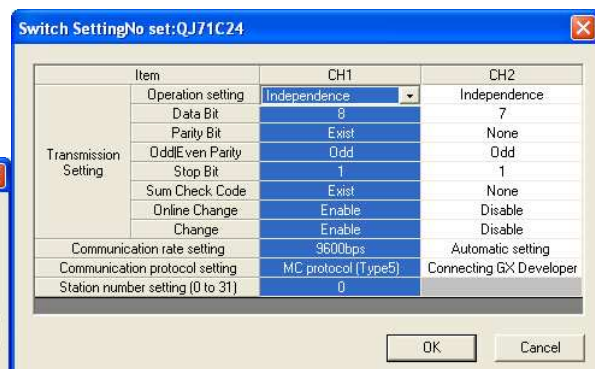 Switch SettingNo set:QJ71C24
Item CH1 CH2
Transmission Setting
Operation setting Independence Independence
Data Bit 8 7
Parity Bit Exist None
Odd|Even Parity Odd Odd
Stop Bit 1 1
Sum Check Code Exist None
Online Change Enable Disable
Change Enable Disable
Communication rate setting 9600bps Automatic setting
Communication protocol setting MC protocol (Type5) Connecting GX Developer
Station number setting (0 to 31) 0
OK Cancel